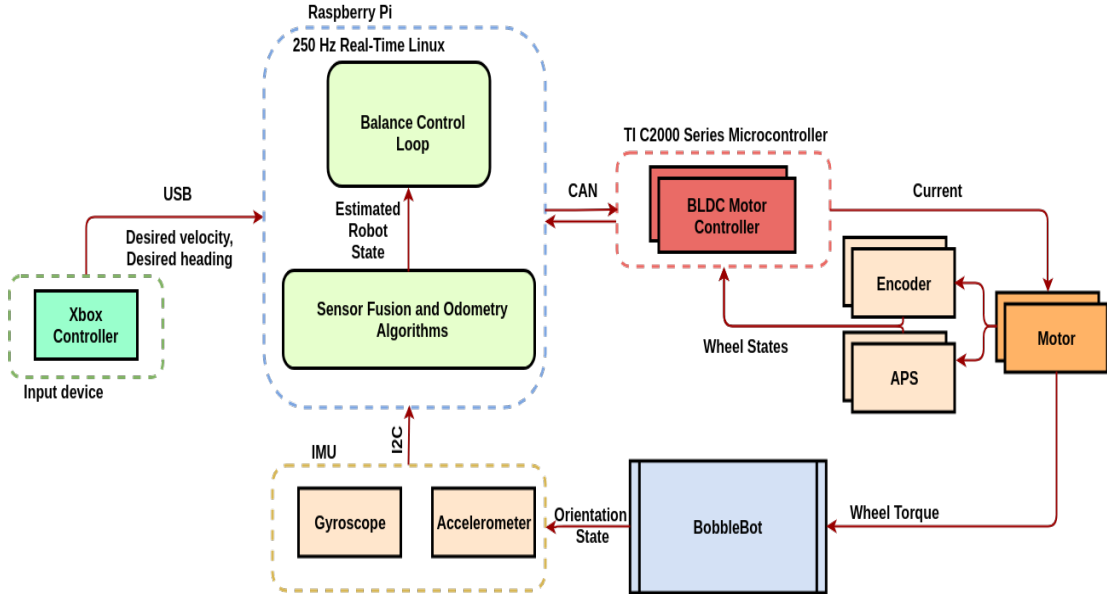 Raspberry Pi
250 Hz Real-Time Linux
Balance Control
Loop
TI C2000 Series Microcontroller
USB
Desired velocity,
Desired heading
Estimated
Robot
State
CAN
BLDC Motor
Controller
Current
Encoder
Xbox
Controller
Input device
Sensor Fusion and Odometry
Algorithms
Wheel States
APS
Motor
I2C
IMU
Gyroscope
Accelerometer
Orientation
State
BobbleBot
Wheel Torque